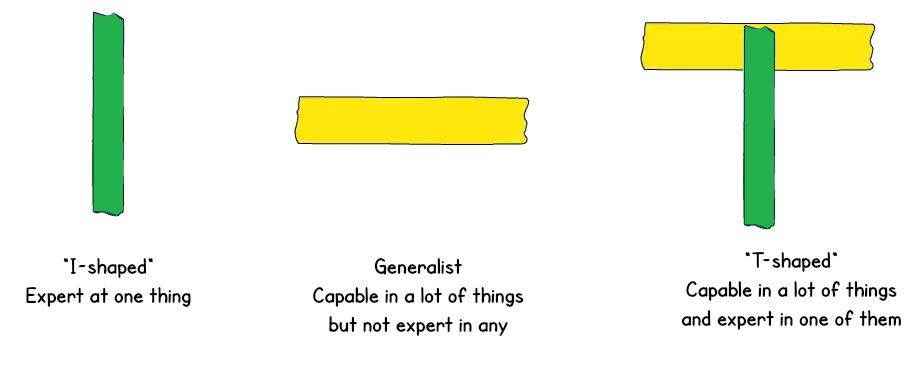 "I-shaped"
Expert at one thing
Generalist
Capable in a lot of things
but not expert in any
"T-shaped"
Capable in a lot of things
and expert in one of them